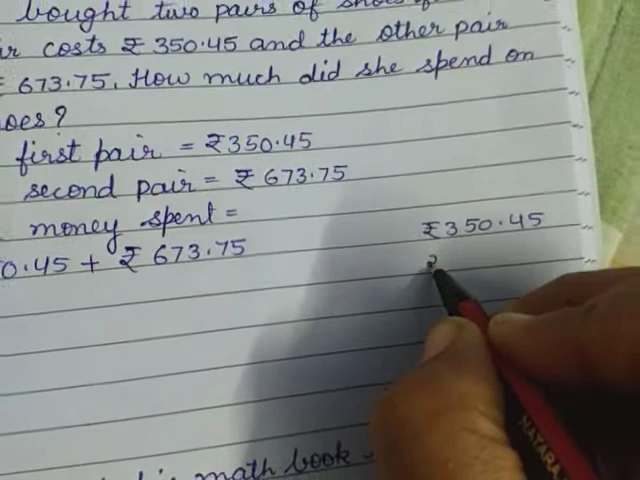 bought two pairs of shoes
costs ₹350.45 and the other pair
673.75. How much did she spend on
oes?
first pair = ₹350.45
second pair = ₹673.75
money spent =
0.45 + ₹673.75
₹350.45
math book
NATARA